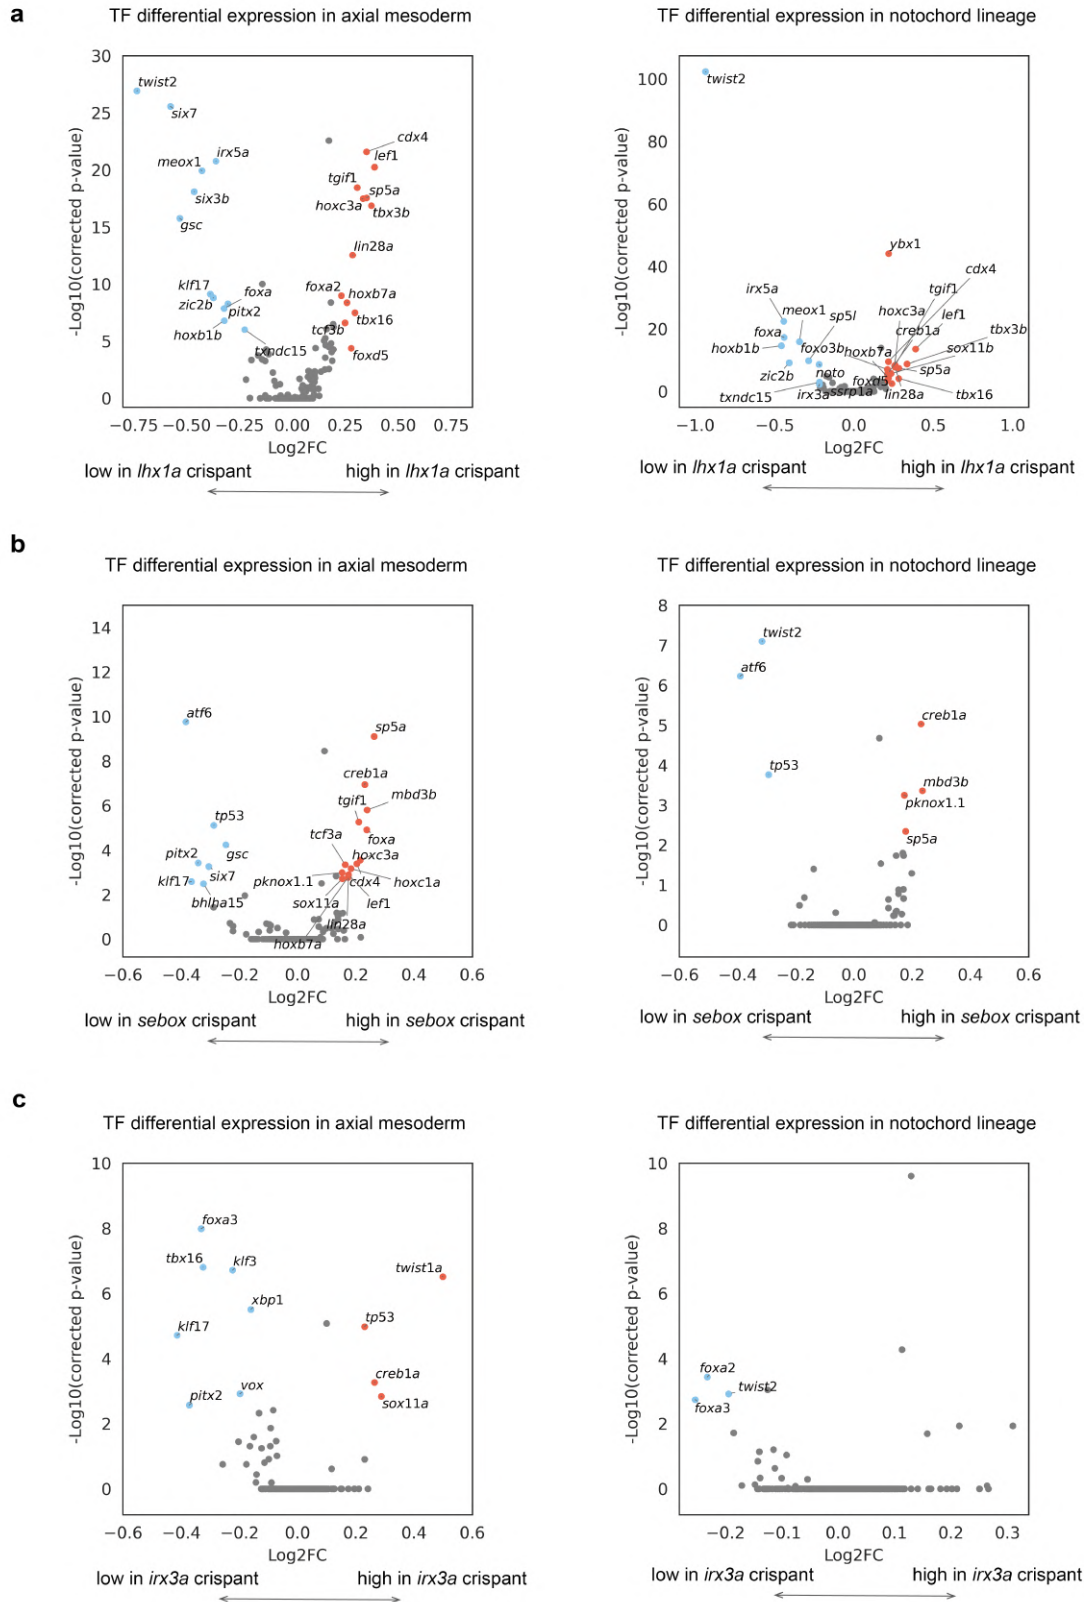 a
TF differential expression in axial mesoderm
TF differential expression in notochord lineage
30
25
20
15
10
5
0
-Log10(corrected p-value)
twist2
six7
irx5a
meox1
six3b
gsc
klf17
zic2b
foxa
pitx2
hoxb1b
txndc15
cdx4
lef1
tgif1
sp5a
hoxc3a
tbx3b
lin28a
foxa2
hoxb7a
tbx16
tcf3b
foxd5
−0.75
−0.50
−0.25
0.00
0.25
0.50
0.75
Log2FC
low in lhx1a crispant
high in lhx1a crispant
100
80
60
40
20
0
-Log10(corrected p-value)
twist2
ybx1
cdx4
tgif1
irx5a
meox1
sp5l
hoxc3a
lef1
foxa
creb1a
tbx3b
hoxb1b
foxo3b
hoxb7a
sox11b
zic2b
noto
foxd5
sp5a
txndc15
irx3a
ssrp1a
lin28a
tbx16
−1.0
−0.5
0.0
0.5
1.0
Log2FC
low in lhx1a crispant
high in lhx1a crispant
b
TF differential expression in axial mesoderm
TF differential expression in notochord lineage
14
12
10
8
6
4
2
0
-Log10(corrected p-value)
atf6
sp5a
creb1a
mbd3b
tgif1
tp53
tcf3a
foxa
gsc
pitx2
hoxc3a
six7
klf17
pknox1.1
cdx4
hoxc1a
bhlha15
sox11a
lef1
lin28a
hoxb7a
−0.6
−0.4
−0.2
0.0
0.2
0.4
0.6
Log2FC
low in sebox crispant
high in sebox crispant
8
7
6
5
4
3
2
1
0
-Log10(corrected p-value)
twist2
atf6
creb1a
tp53
mbd3b
pknox1.1
sp5a
−0.6
−0.4
−0.2
0.0
0.2
0.4
0.6
Log2FC
low in sebox crispant
high in sebox crispant
c
TF differential expression in axial mesoderm
TF differential expression in notochord lineage
10
8
6
4
2
0
-Log10(corrected p-value)
foxa3
tbx16
klf3
twist1a
xbp1
tp53
klf17
creb1a
vox
pitx2
sox11a
−0.6
−0.4
−0.2
0.0
0.2
0.4
0.6
Log2FC
low in irx3a crispant
high in irx3a crispant
10
8
6
4
2
0
-Log10(corrected p-value)
foxa2
twist2
foxa3
−0.2
−0.1
0.0
0.1
0.2
0.3
Log2FC
low in irx3a crispant
high in irx3a crispant